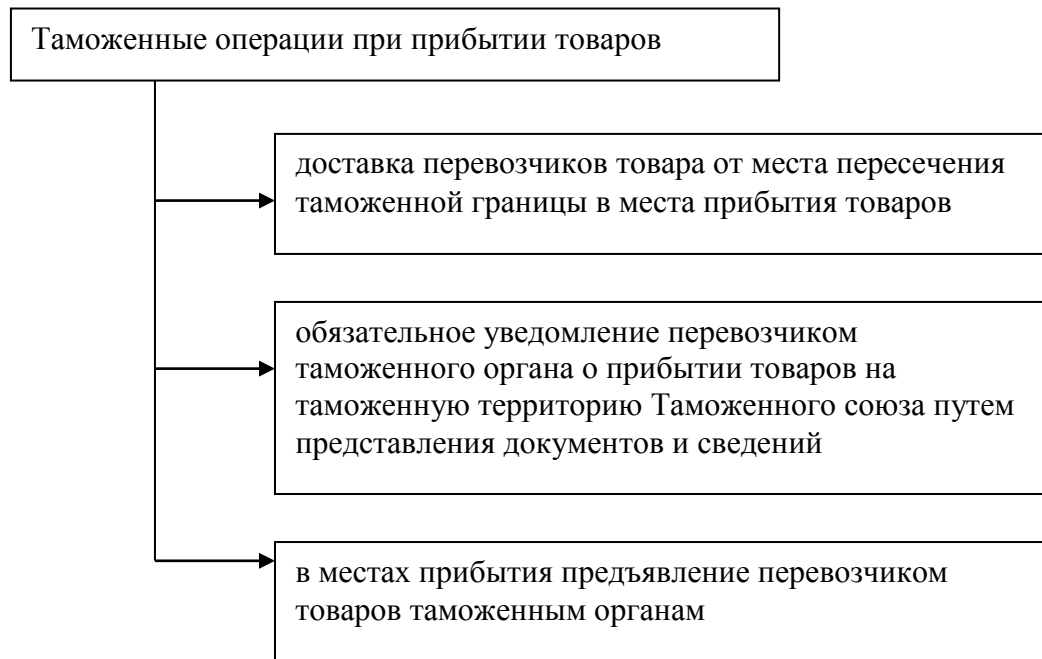 Таможенные операции при прибытии товаров
доставка перевозчиков товара от места пересечения
таможенной границы в места прибытия товаров
обязательное уведомление перевозчиком
таможенного органа о прибытии товаров на
таможенную территорию Таможенного союза путем
представления документов и сведений
в местах прибытия предъявление перевозчиком
товаров таможенным органам